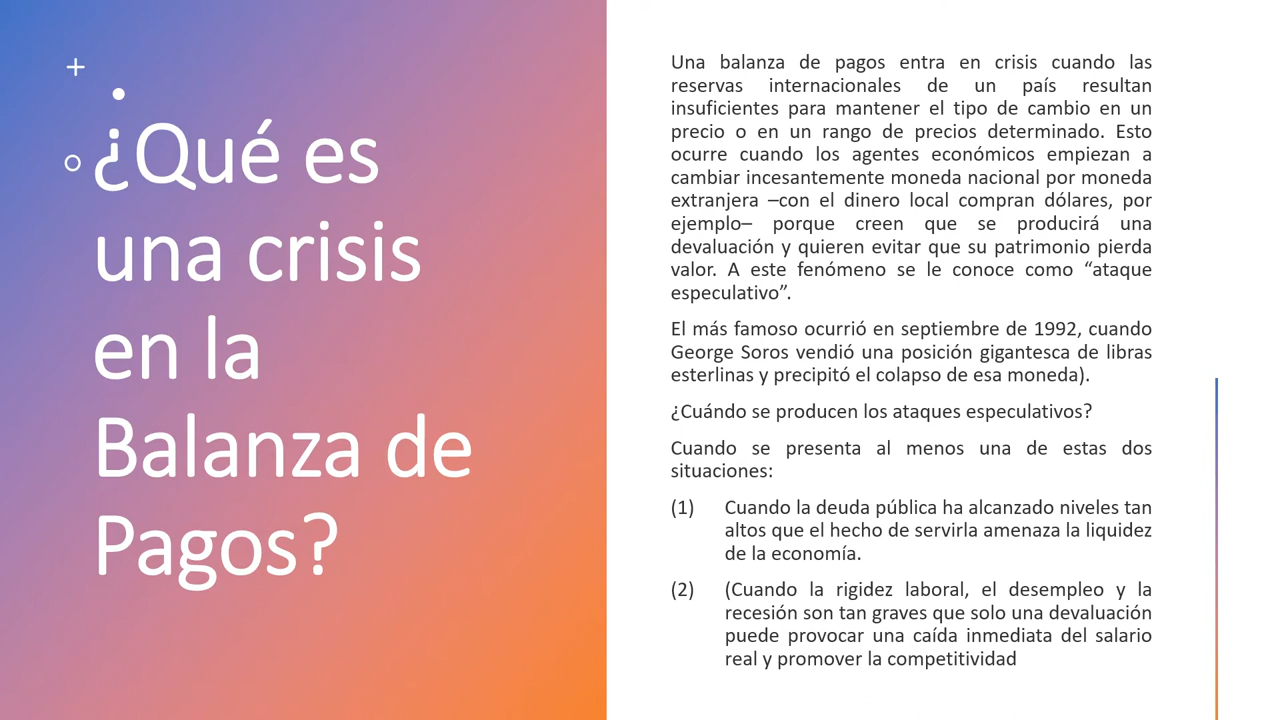 ¿Qué es
una crisis
en la
Balanza de
Pagos?
Una balanza de pagos entra en crisis cuando las
reservas internacionales de un país resultan
insuficientes para mantener el tipo de cambio en un
precio o en un rango de precios determinado. Esto
ocurre cuando los agentes económicos empiezan a
cambiar incesantemente moneda nacional por moneda
extranjera –con el dinero local compran dólares, por
ejemplo– porque creen que se producirá una
devaluación y quieren evitar que su patrimonio pierda
valor. A este fenómeno se le conoce como “ataque
especulativo”.
El más famoso ocurrió en septiembre de 1992, cuando
George Soros vendió una posición gigantesca de libras
esterlinas y precipitó el colapso de esa moneda).
¿Cuándo se producen los ataques especulativos?
Cuando se presenta al menos una de estas dos
situaciones:
(1) Cuando la deuda pública ha alcanzado niveles tan
altos que el hecho de servirla amenaza la liquidez
de la economía.
(2) (Cuando la rigidez laboral, el desempleo y la
recesión son tan graves que solo una devaluación
puede provocar una caída inmediata del salario
real y promover la competitividad